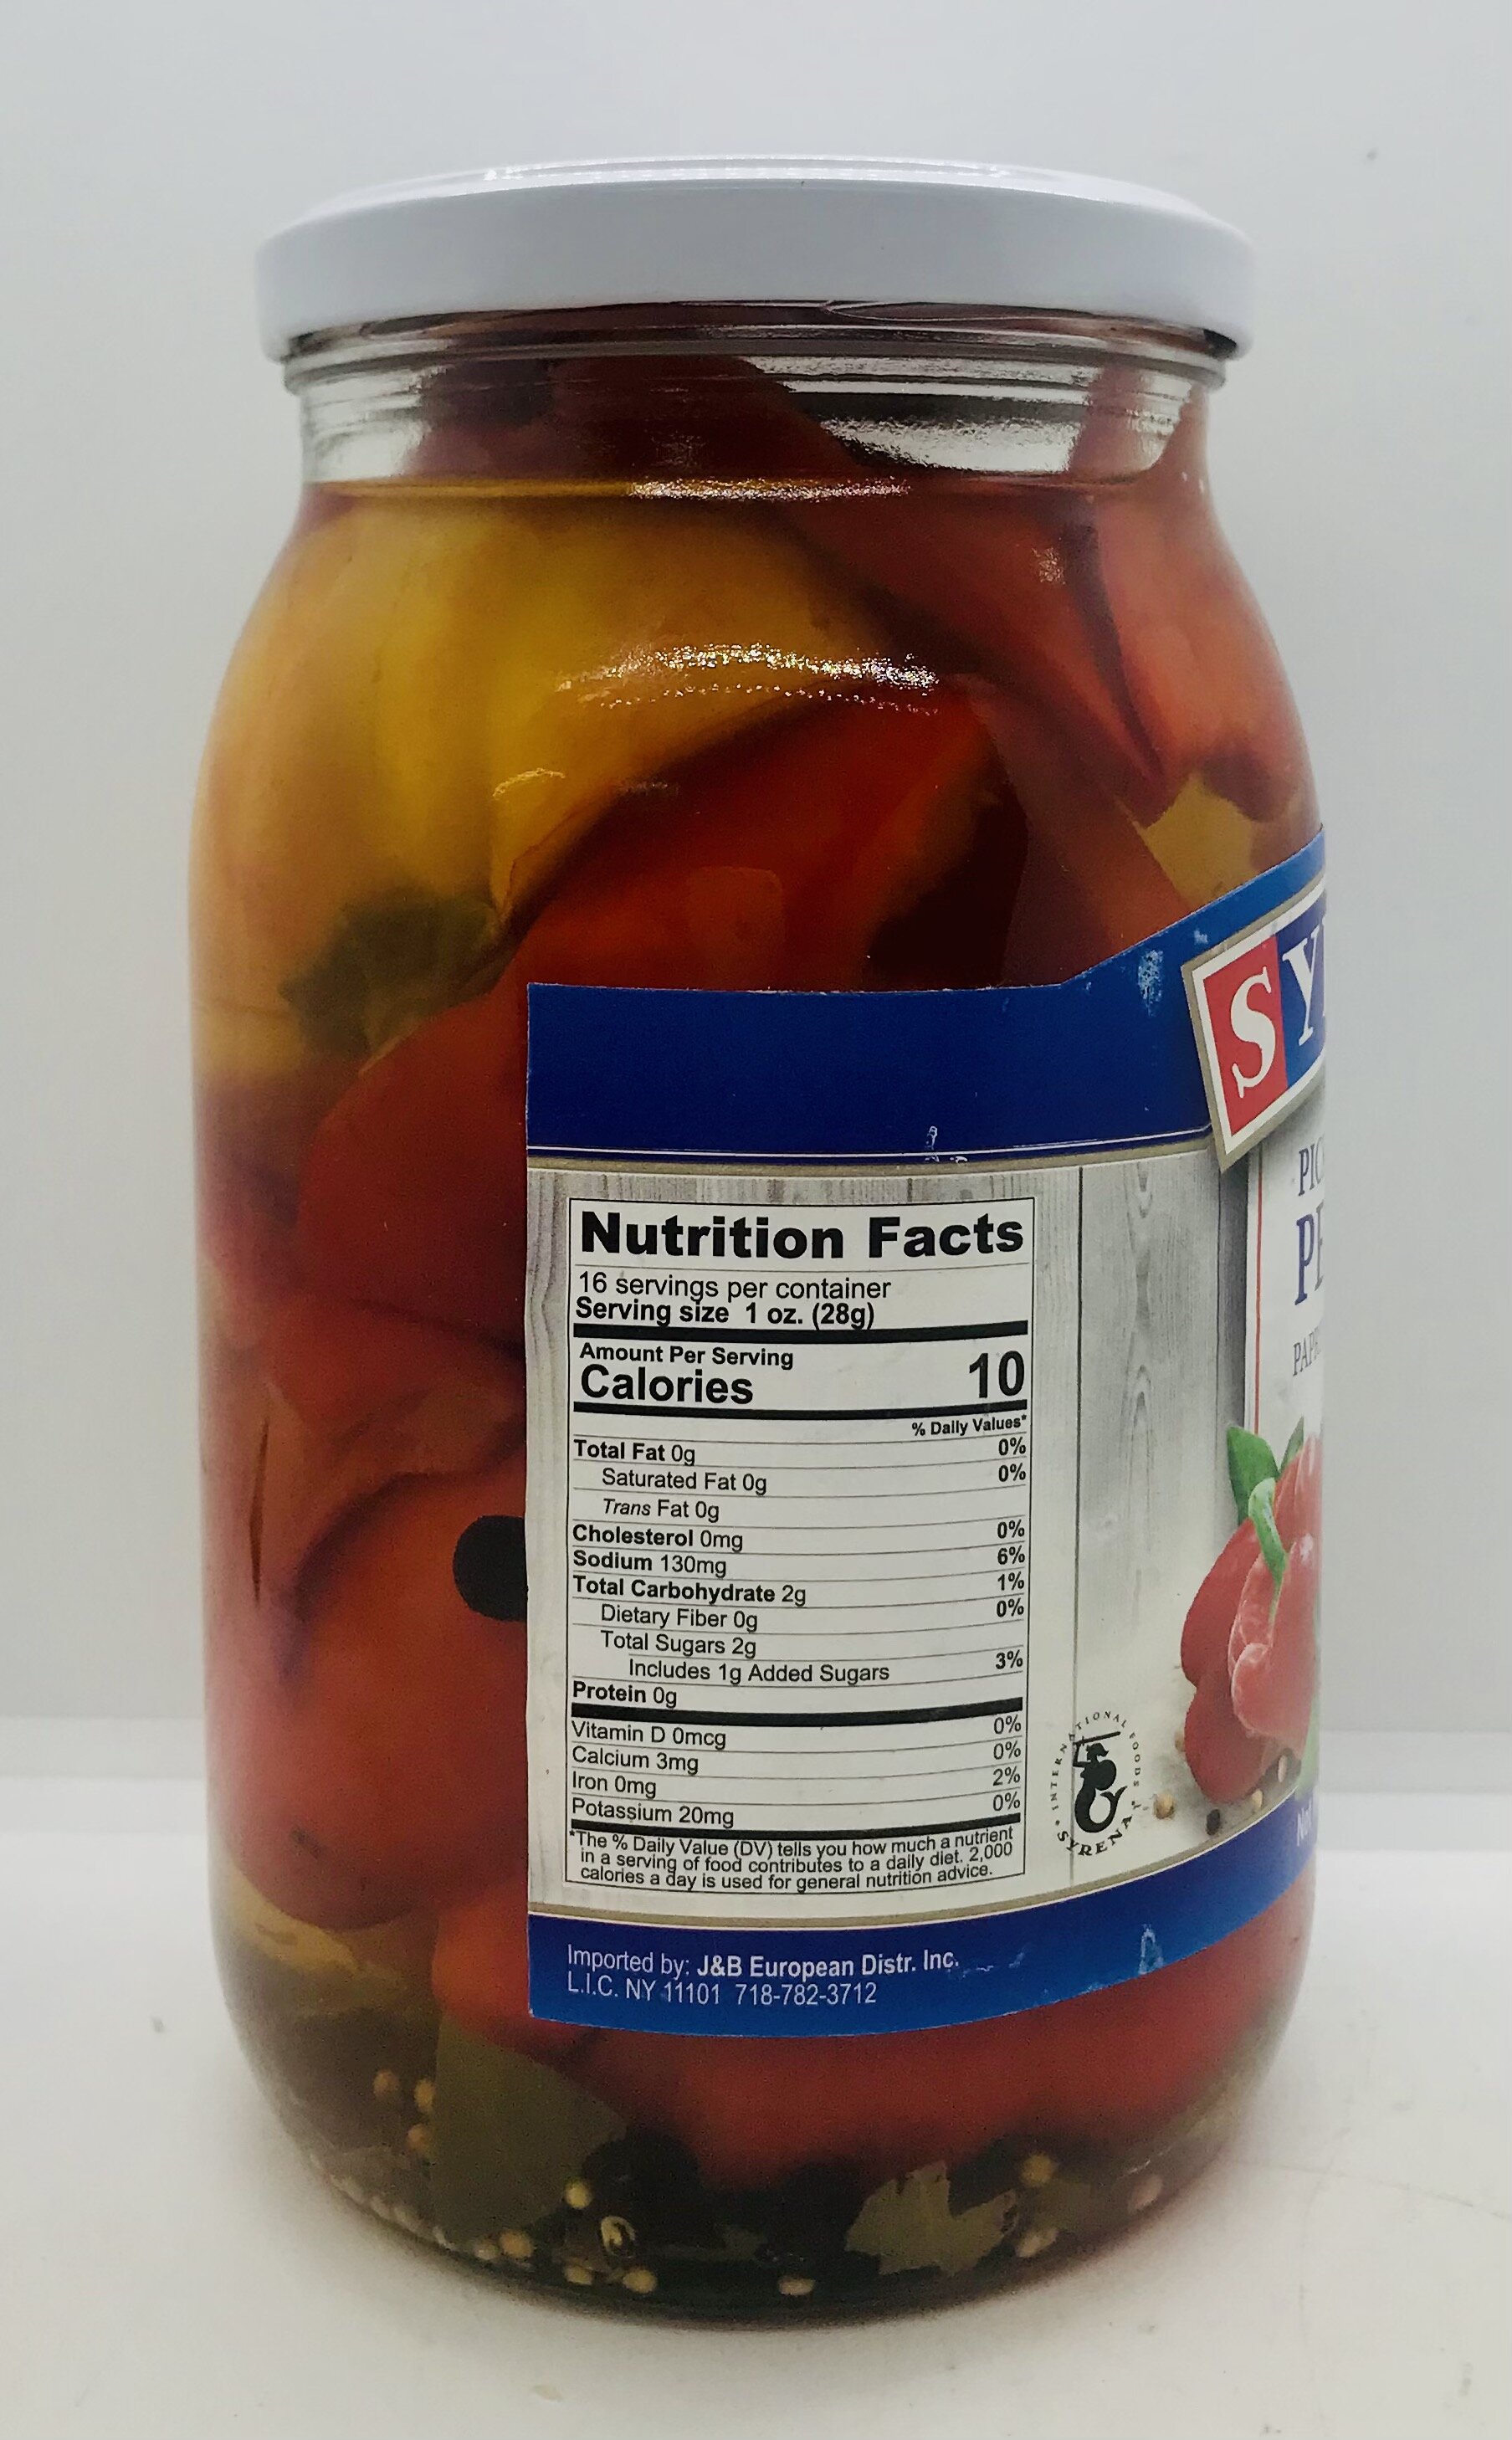 SY
PIC
PE
PAP
Nutrition Facts
16 servings per container
Serving size 1 oz. (28g)
Amount Per Serving
Calories 10
% Daily Values*
Total Fat 0g 0%
Saturated Fat 0g 0%
Trans Fat 0g
Cholesterol 0mg 0%
Sodium 130mg 6%
Total Carbohydrate 2g 1%
Dietary Fiber 0g 0%
Total Sugars 2g
Includes 1g Added Sugars 3%
Protein 0g
Vitamin D 0mcg 0%
Calcium 3mg 0%
Iron 0mg 2%
Potassium 20mg 0%
*The % Daily Value (DV) tells you how much a nutrient
in a serving of food contributes to a daily diet. 2,000
calories a day is used for general nutrition advice.
INTERNATIONAL FOODS
SYRENA
Imported by: J&B European Distr. Inc.
L.I.C. NY 11101 718-782-3712